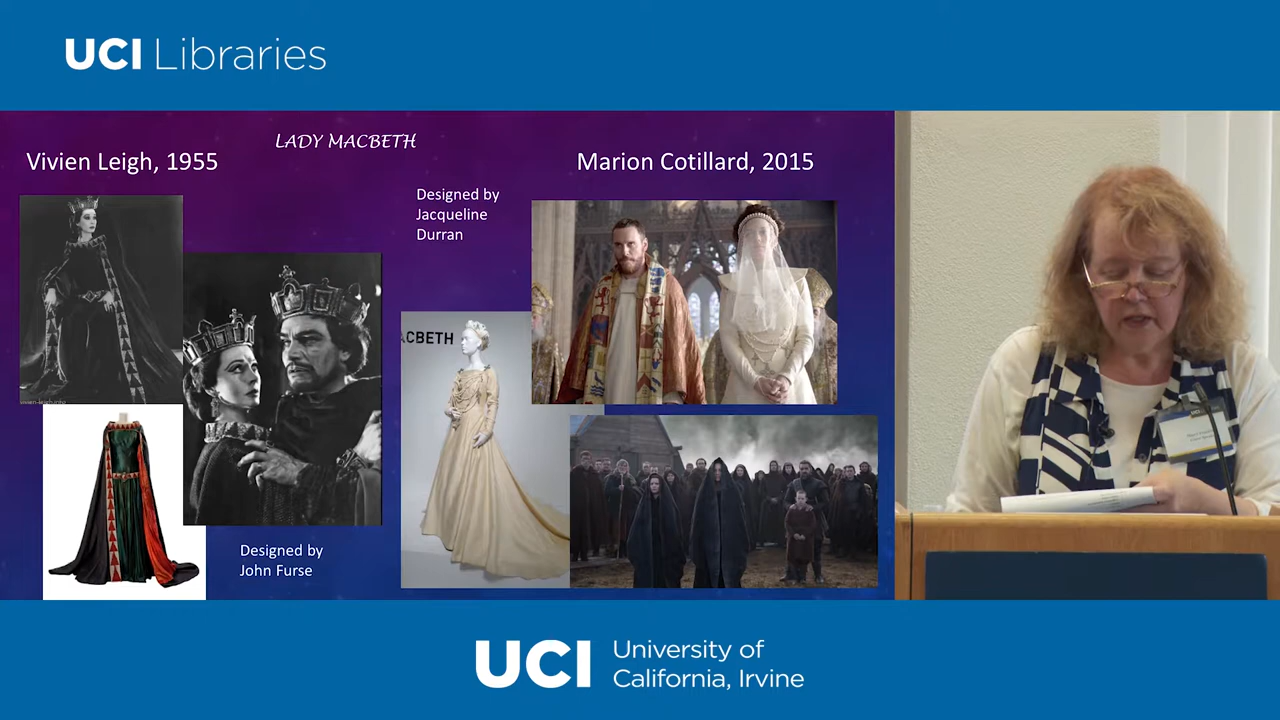 UCI Libraries
LADY MACBETH
Vivien Leigh, 1955
Marion Cotillard, 2015
Designed by
Jacqueline
Durran
ACBETH
Designed by
John Furse
UCI
UCI
University of
California, Irvine